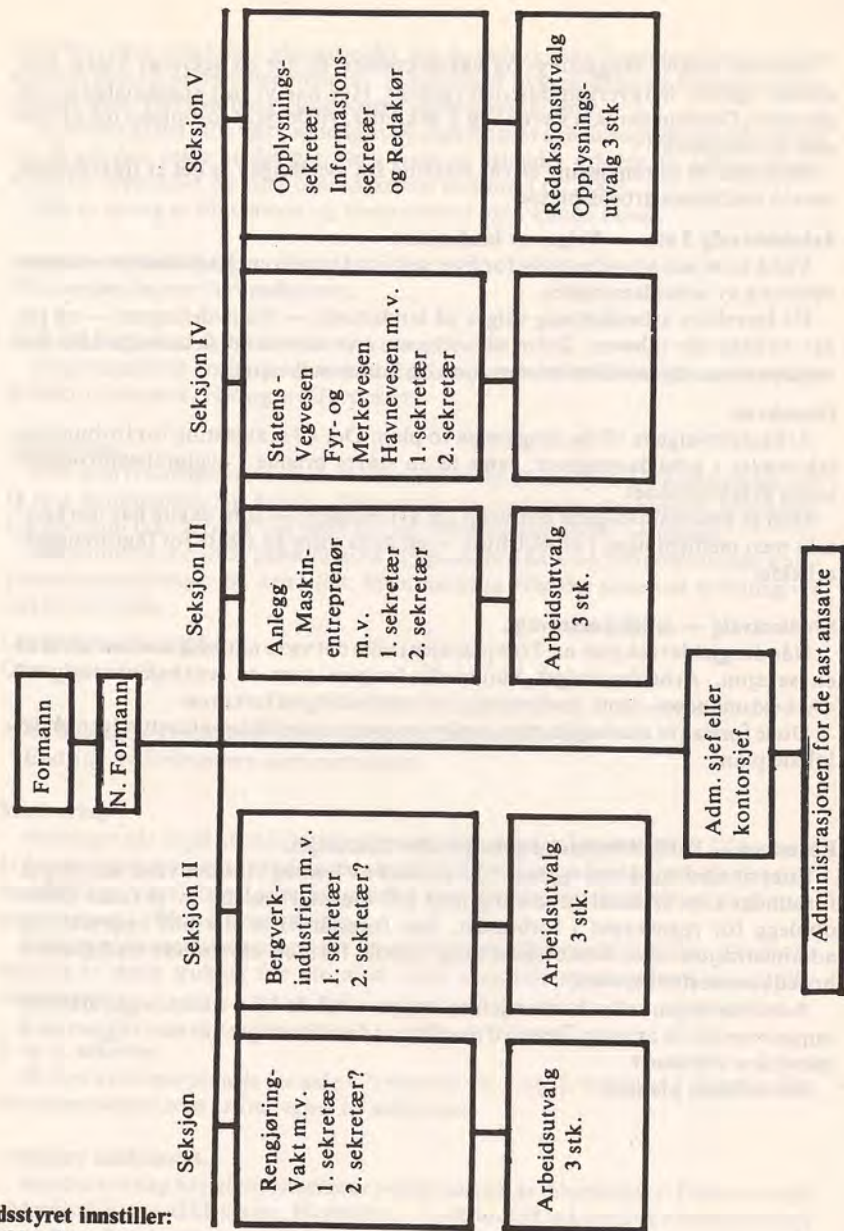 Formann
N. Formann
Seksjon
Rengjøring-
Vakt m.v.
1. sekretær
2. sekretær?
Arbeidsutvalg
3 stk.
Seksjon II
Bergverk-
industrien m.v.
1. sekretær
2. sekretær?
Arbeidsutvalg
3 stk.
Seksjon III
Anlegg
Maskin-
entreprenør
m.v.
1. sekretær
2. sekretær
Arbeidsutvalg
3 stk.
Seksjon IV
Statens -
Vegvesen
Fyr- og
Merkevesen
Havnevesen m.v.
1. sekretær
2. sekretær
Seksjon V
Opplysnings-
sekretær
Informasjons-
sekretær
og Redaktør
Redaksjonsutvalg
Opplysnings-
utvalg 3 stk.
Adm. sjef eller
kontorsjef
Administrasjonen for de fast ansatte
dsstyret innstiller: